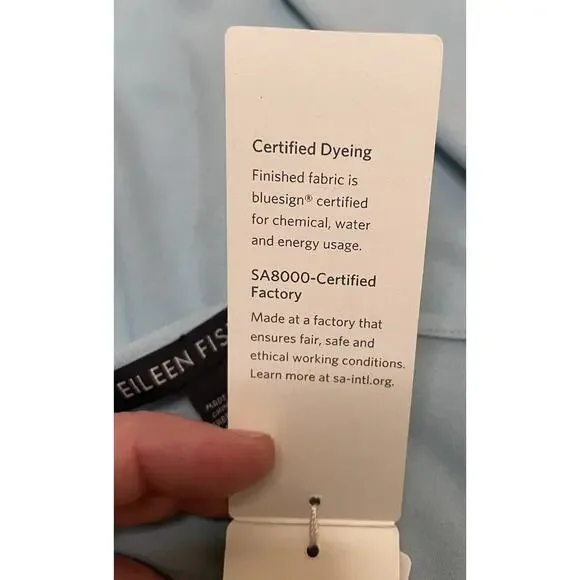 Certified Dyeing
Finished fabric is
bluesign® certified
for chemical, water
and energy usage.
SA8000-Certified
Factory
Made at a factory that
ensures fair, safe and
ethical working conditions.
Learn more at sa-intl.org.
EILEEN FIS
MADE